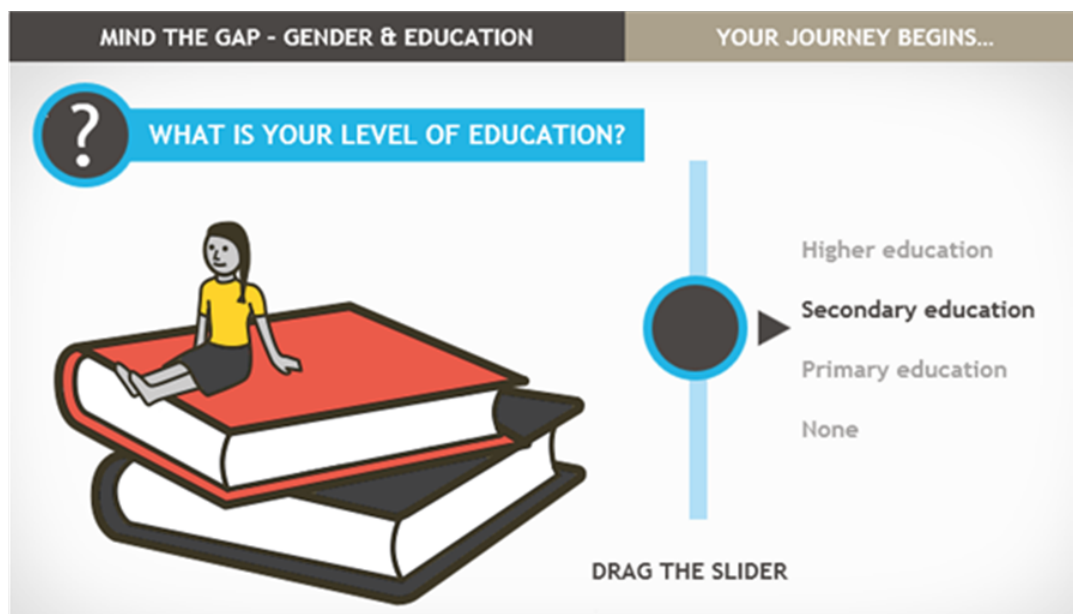 MIND THE GAP - GENDER & EDUCATION
YOUR JOURNEY BEGINS...
?
WHAT IS YOUR LEVEL OF EDUCATION?
Higher education
Secondary education
Primary education
None
DRAG THE SLIDER